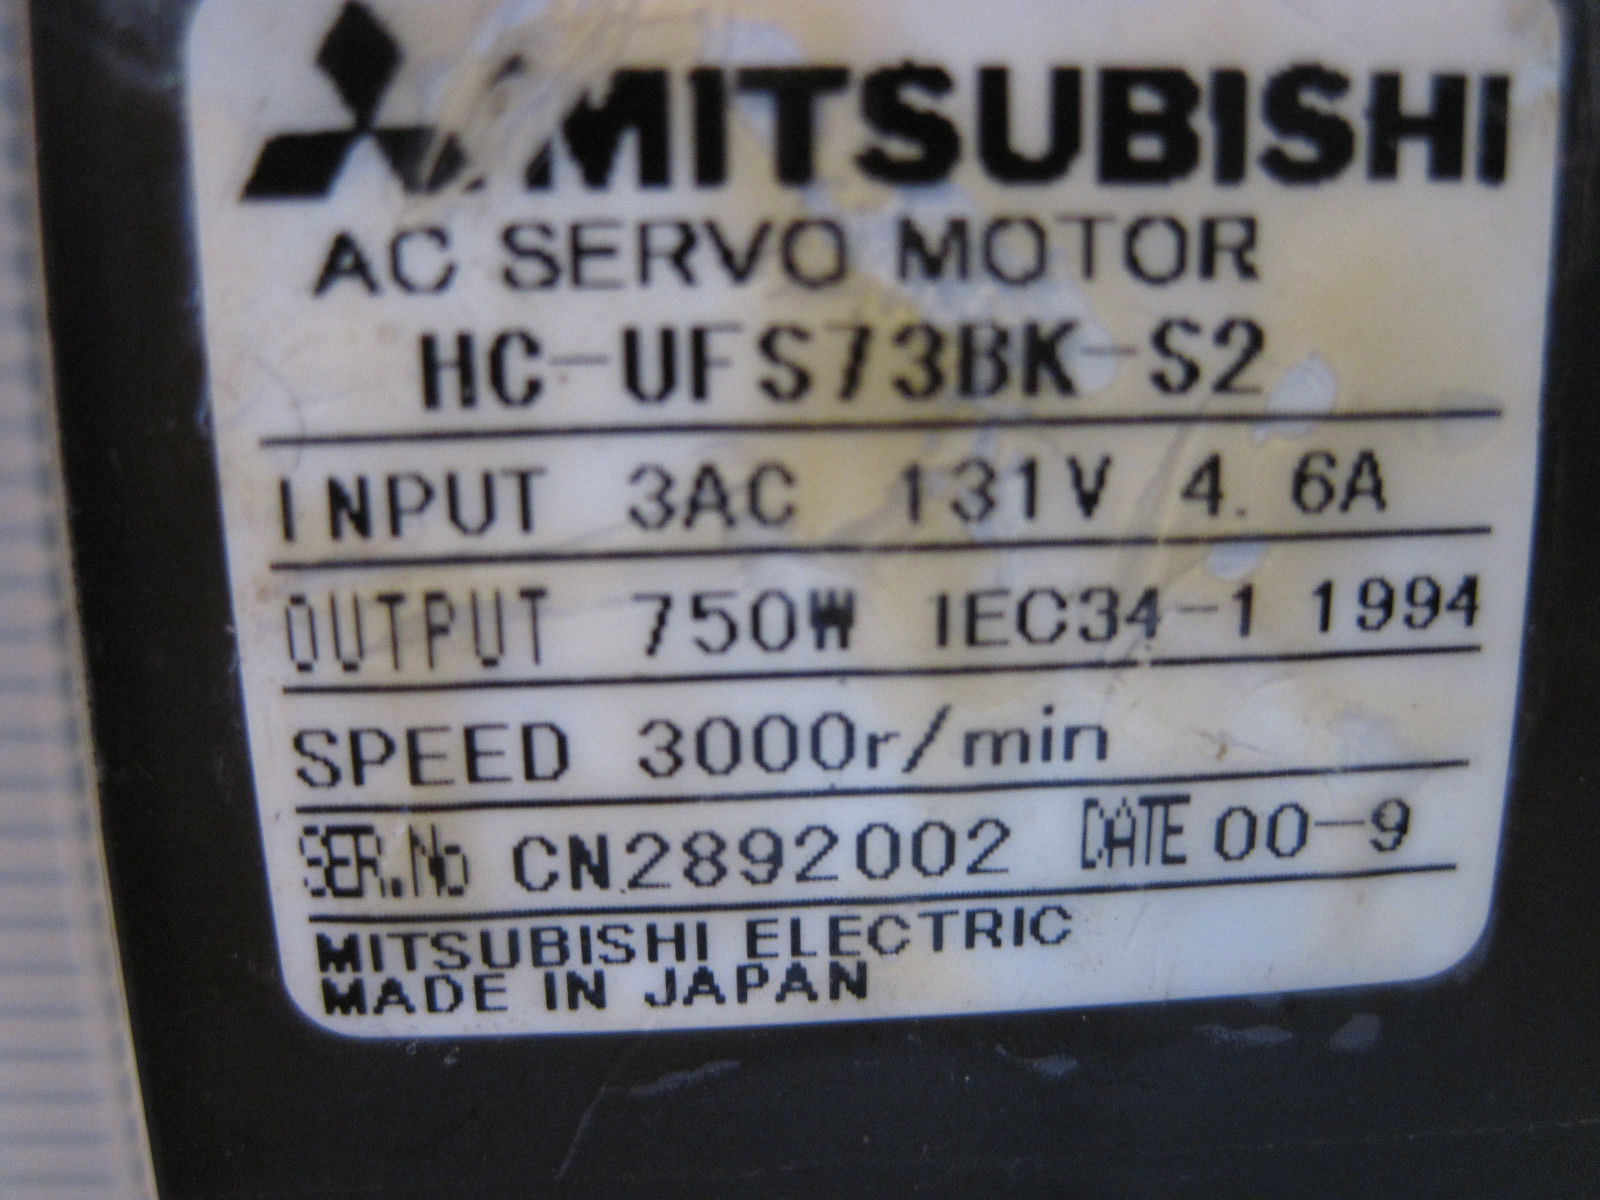 MITSUBISHI
AC SERVO MOTOR
HC-UFS73BK-S2
INPUT 3AC 131V 4.6A
OUTPUT 750W IEC34-1 1994
SPEED 3000r/min
SER.No CN2892002 DATE 00-9
MITSUBISHI ELECTRIC
MADE IN JAPAN